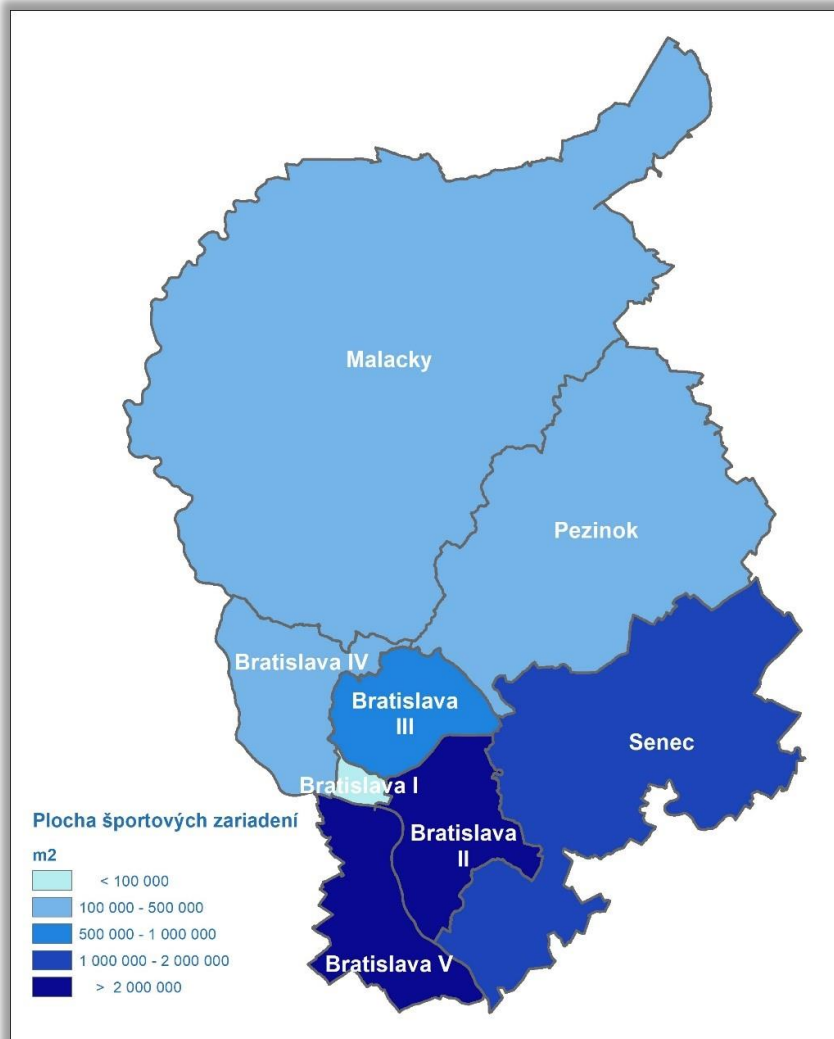 Malacky
Pezinok
Bratislava IV
Bratislava
III
Senec
Bratislava I
Bratislava
II
Bratislava V
Plocha športových zariadení
m2
< 100 000
100 000 - 500 000
500 000 - 1 000 000
1 000 000 - 2 000 000
> 2 000 000